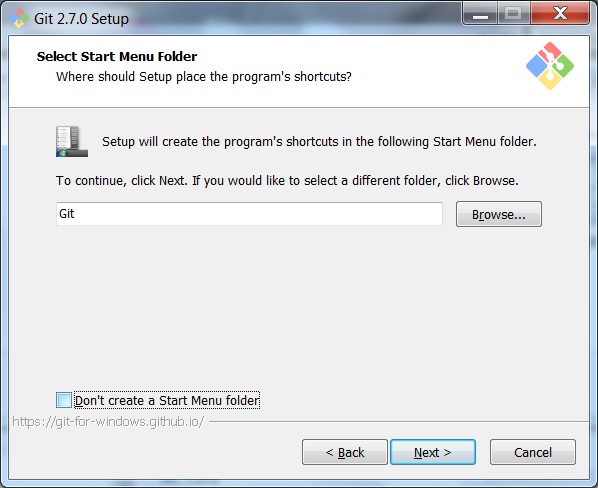 Git 2.7.0 Setup
Select Start Menu Folder
Where should Setup place the program's shortcuts?
Setup will create the program's shortcuts in the following Start Menu folder.
To continue, click Next. If you would like to select a different folder, click Browse.
Git
Browse...
Don't create a Start Menu folder
https://git-for-windows.github.io/
< Back
Next >
Cancel